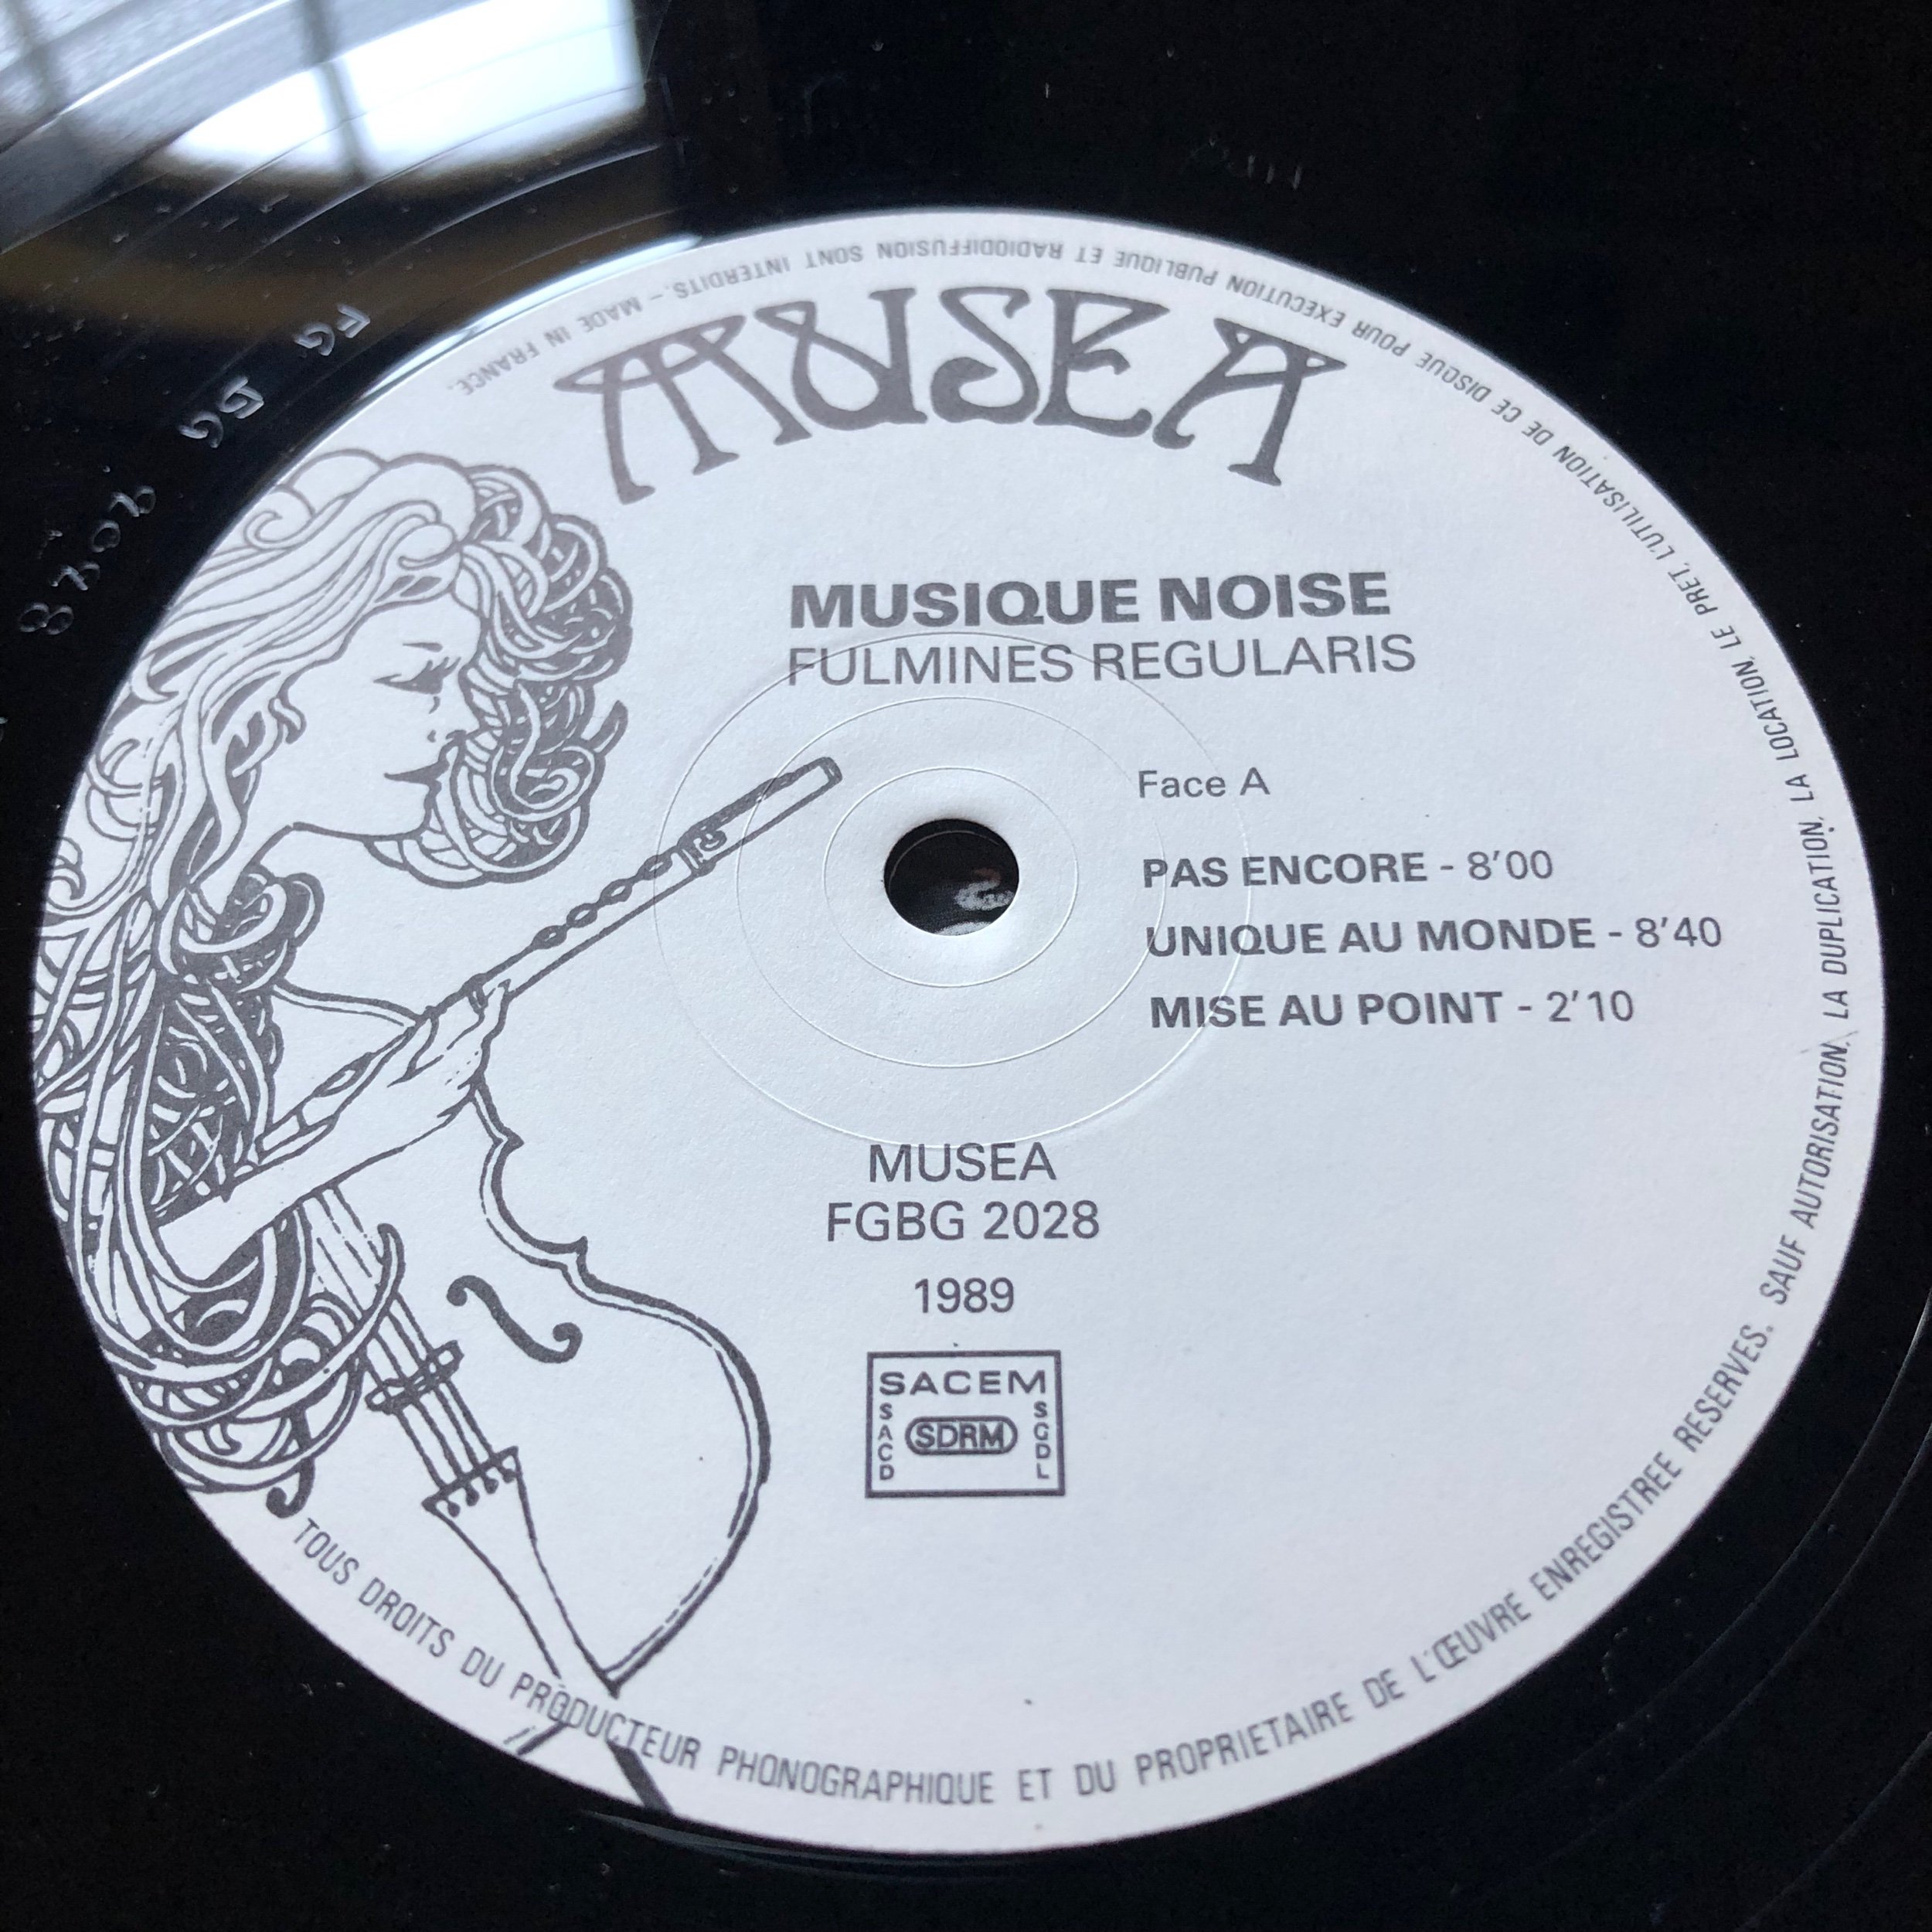 MUSEA
MUSIQUE NOISE
FULMINES REGULARIS
Face A
PAS ENCORE - 8'00
UNIQUE AU MONDE - 8'40
MISE AU POINT - 2'10
MUSEA
FGBG 2028
1989
SACEM
SACD
SDRM
SGDL
TOUS DROITS DU PRODUCTEUR PHONOGRAPHIQUE ET DU PROPRIETAIRE DE L'ŒUVRE ENREGISTREE RESERVES. SAUF AUTORISATION, LA DUPLICATION, LA LOCATION, LE PRET, L'UTILISATION DE CE DISQUE POUR EXECUTION PUBLIQUE ET RADIODIFFUSION SONT INTERDITS. - MADE IN FRANCE.
FG BG 2028